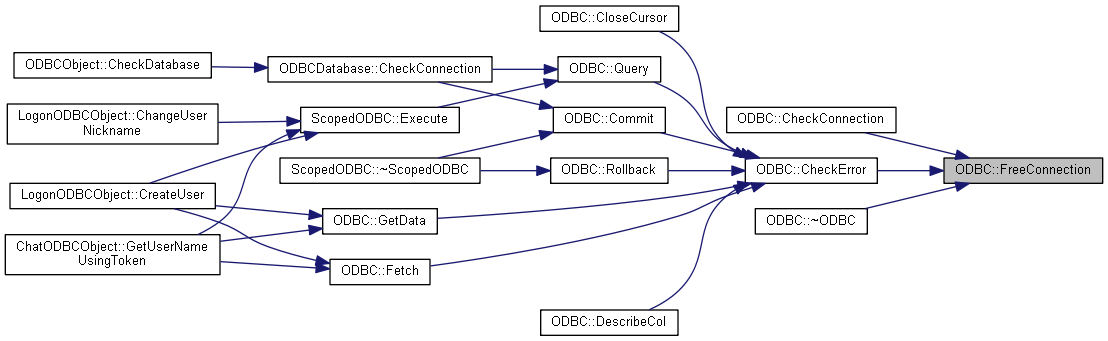 ODBC::CloseCursor
ODBCObject::CheckDatabase
ODBCDatabase::CheckConnection
ODBC::Query
LogonODBCObject::ChangeUser
Nickname
ScopedODBC::Execute
ODBC::Commit
ODBC::CheckConnection
ScopedODBC::~ScopedODBC
ODBC::Rollback
ODBC::CheckError
ODBC::FreeConnection
LogonODBCObject::CreateUser
ODBC::GetData
ODBC::~ODBC
ChatODBCObject::GetUserName
UsingToken
ODBC::Fetch
ODBC::DescribeCol